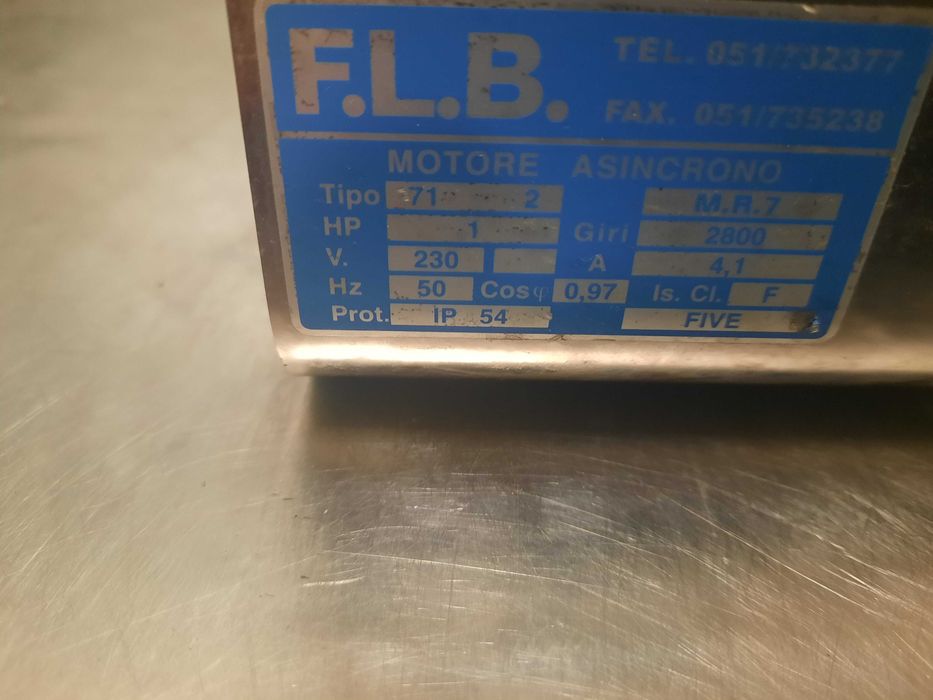 F.L.B. TEL. 051/732377
FAX. 051/735238
MOTORE ASINCRONO
Tipo 71 2 M.R.7
HP 1 Giri 2800
V. 230 A 4,1
Hz 50 Cosφ 0,97 Is. Cl. F
Prot. IP 54 FIVE